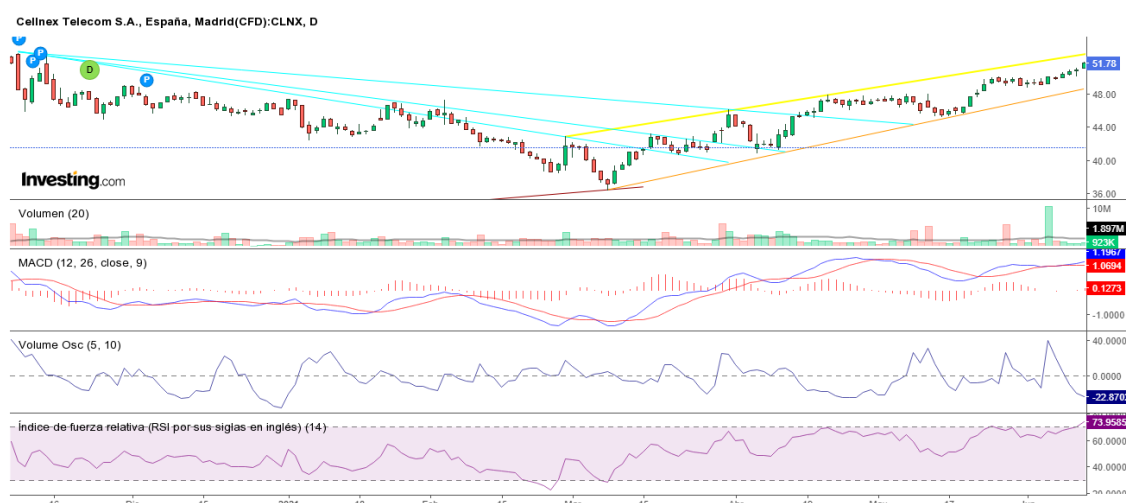 Cellnex Telecom S.A., España, Madrid(CFD):CLNX, D
P
P
P
D
P
51.78
48.00
44.00
40.00
36.00
Investing.com
Volumen (20)
10M
1.897M
923K
MACD (12, 26, close, 9)
1.1967
1.0694
0.1273
-1.0000
Volume Osc (5, 10)
40.0000
0.0000
-22.870
Índice de fuerza relativa (RSI por sus siglas en inglés) (14)
73.9585
60.0000
40.0000
20.0000